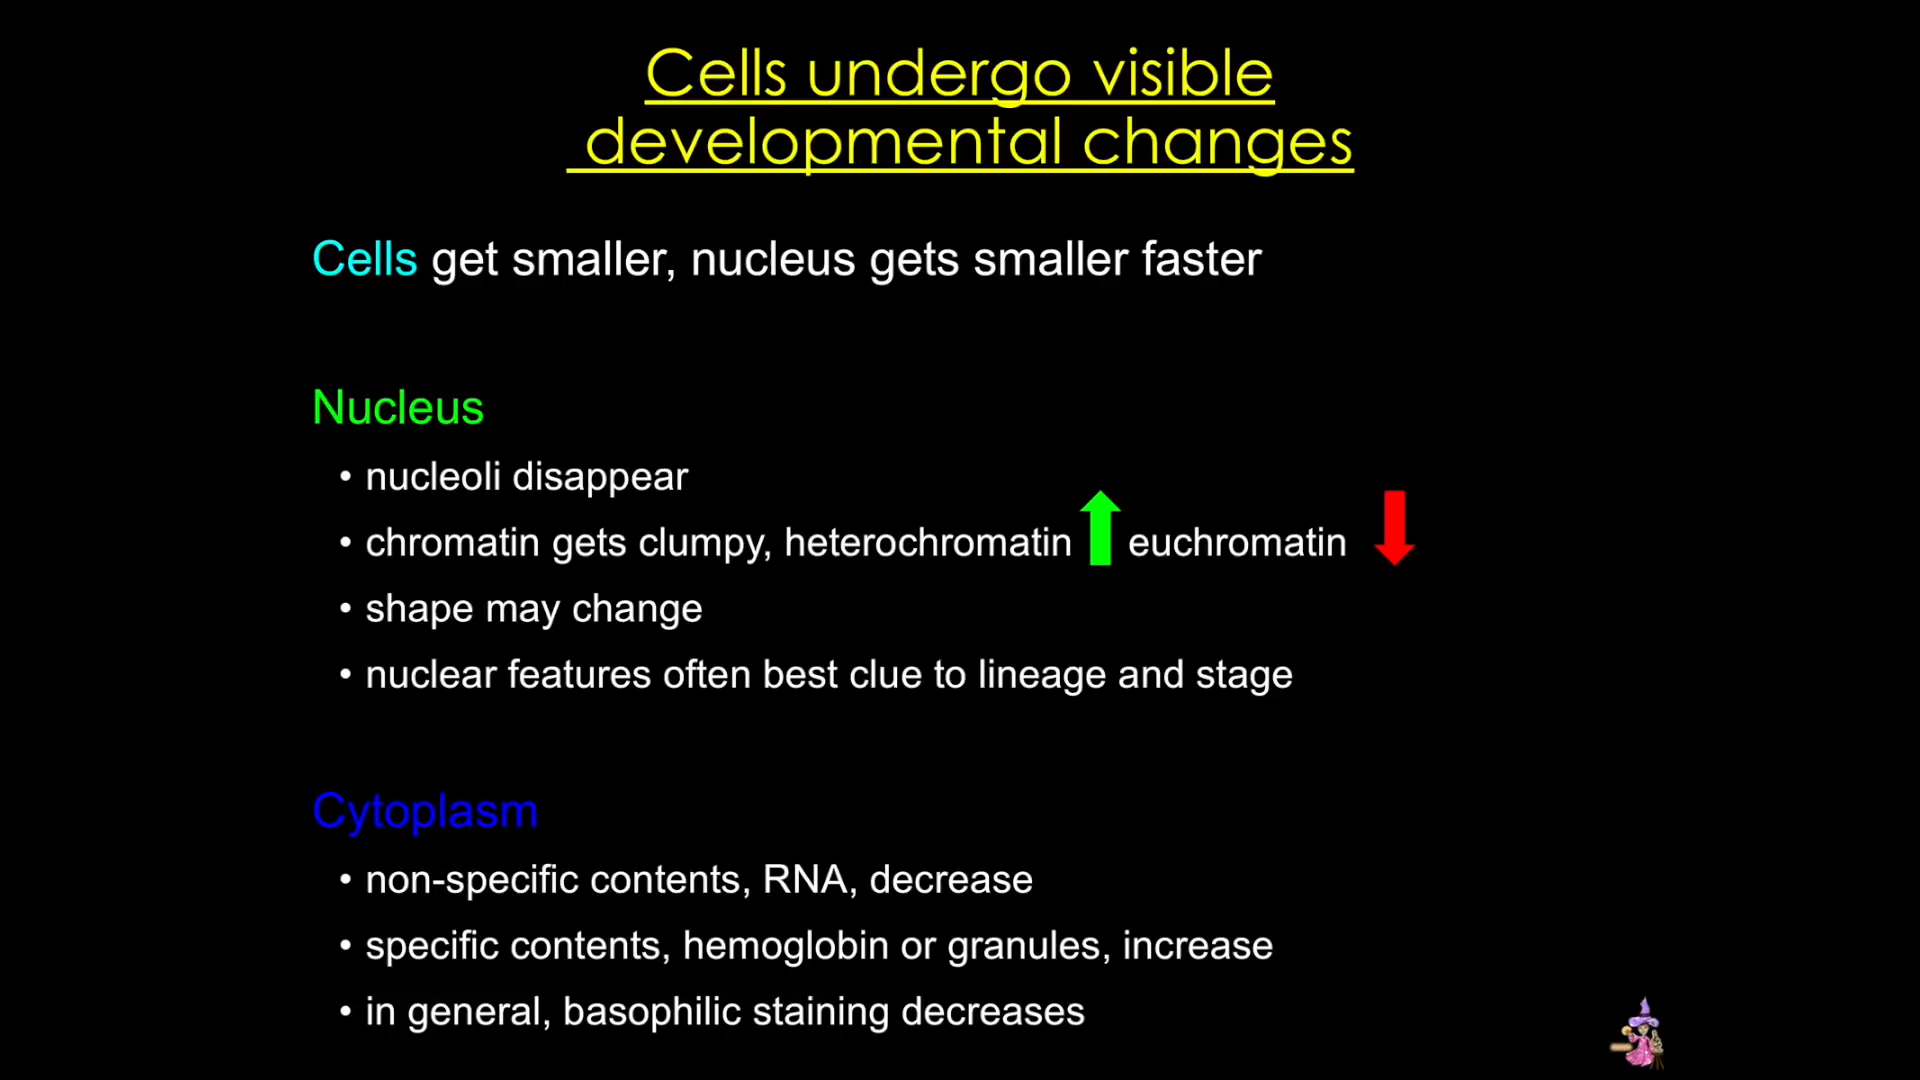 Cells undergo visible
developmental changes
Cells get smaller, nucleus gets smaller faster
Nucleus
• nucleoli disappear
• chromatin gets clumpy, heterochromatin euchromatin
• shape may change
• nuclear features often best clue to lineage and stage
Cytoplasm
• non-specific contents, RNA, decrease
• specific contents, hemoglobin or granules, increase
• in general, basophilic staining decreases